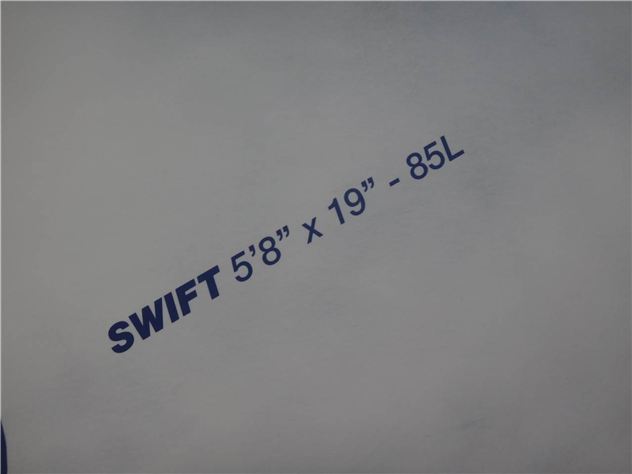 SWIFT 5’8” x 19” - 85L